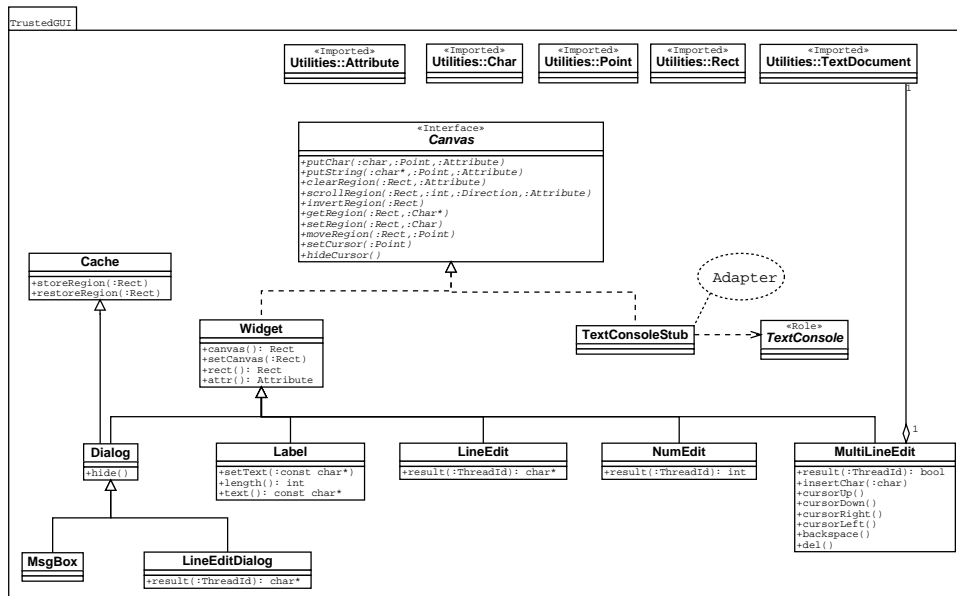 TrustedGUI
«Imported»
Utilities::Attribute
«Imported»
Utilities::Char
«Imported»
Utilities::Point
«Imported»
Utilities::Rect
«Imported»
Utilities::TextDocument
1
«Interface»
Canvas
+putChar(:char,:Point,:Attribute)
+putString(:char*,:Point,:Attribute)
+clearRegion(:Rect,:Attribute)
+scrollRegion(:Rect,:int,:Direction,:Attribute)
+invertRegion(:Rect)
+getRegion(:Rect,:Char*)
+setRegion(:Rect,:Char)
+moveRegion(:Rect,:Point)
+setCursor(:Point)
+hideCursor()
Cache
+storeRegion(:Rect)
+restoreRegion(:Rect)
Adapter
Widget
+canvas(): Rect
+setCanvas(:Rect)
+rect(): Rect
+attr(): Attribute
TextConsoleStub
«Role»
TextConsole
1
Dialog
+hide()
Label
+setText(:const char*)
+length(): int
+text(): const char*
LineEdit
+result(:ThreadId): char*
NumEdit
+result(:ThreadId): int
MultiLineEdit
+result(:ThreadId): bool
+insertChar(:char)
+cursorUp()
+cursorDown()
+cursorRight()
+cursorLeft()
+backspace()
+del()
MsgBox
LineEditDialog
+result(:ThreadId): char*